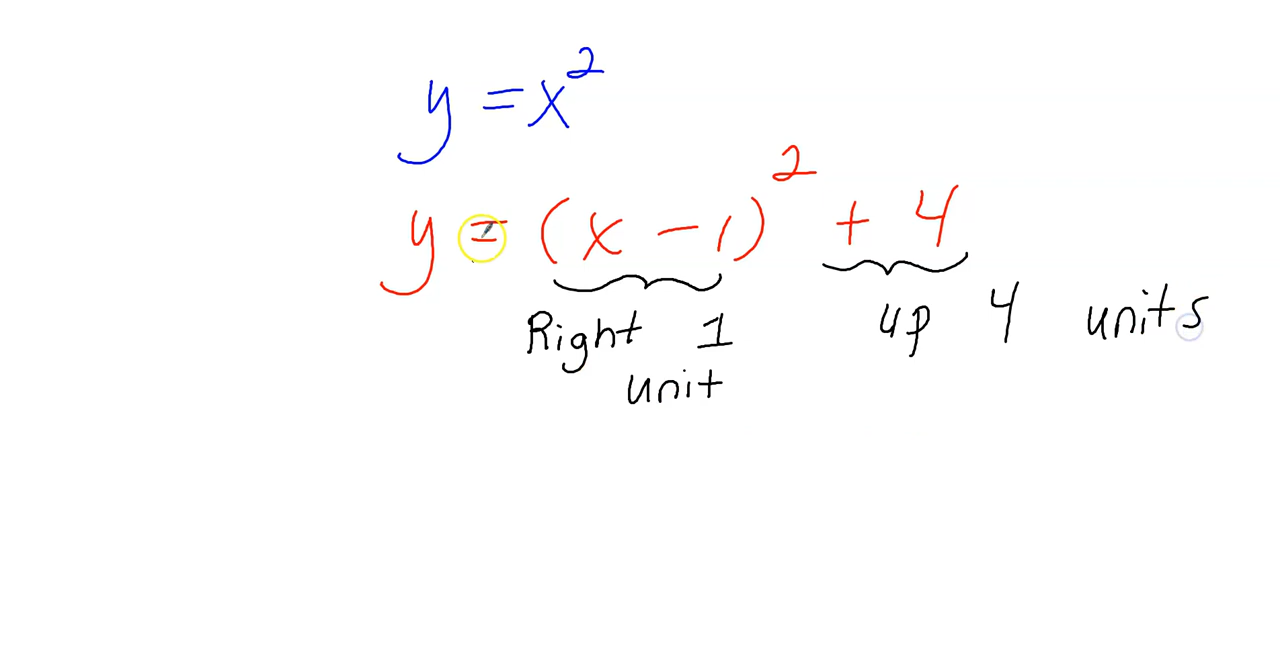 y = x²
y = (x - 1)² + 4
Right 1 up 4 units
unit